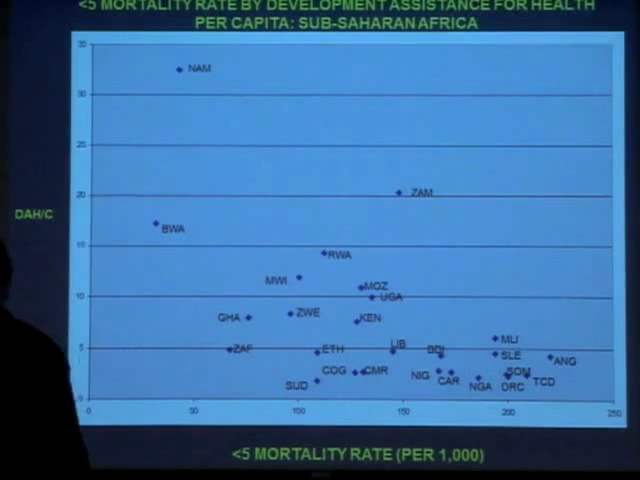 <5 MORTALITY RATE BY DEVELOPMENT ASSISTANCE FOR HEALTH
PER CAPITA: SUB-SAHARAN AFRICA
35
NAM
30
25
20
ZAM
DAH/C
BWA
15
RWA
MWI
MOZ
10
UGA
GHA
ZWE
KEN
5
ZAF
ETH
LIB
BDI
MLI
SLE
ANG
COG
CMR
NIG
CAR
SOM
SUD
NGA
DRC
TCD
0
50
100
150
200
250
<5 MORTALITY RATE (PER 1,000)